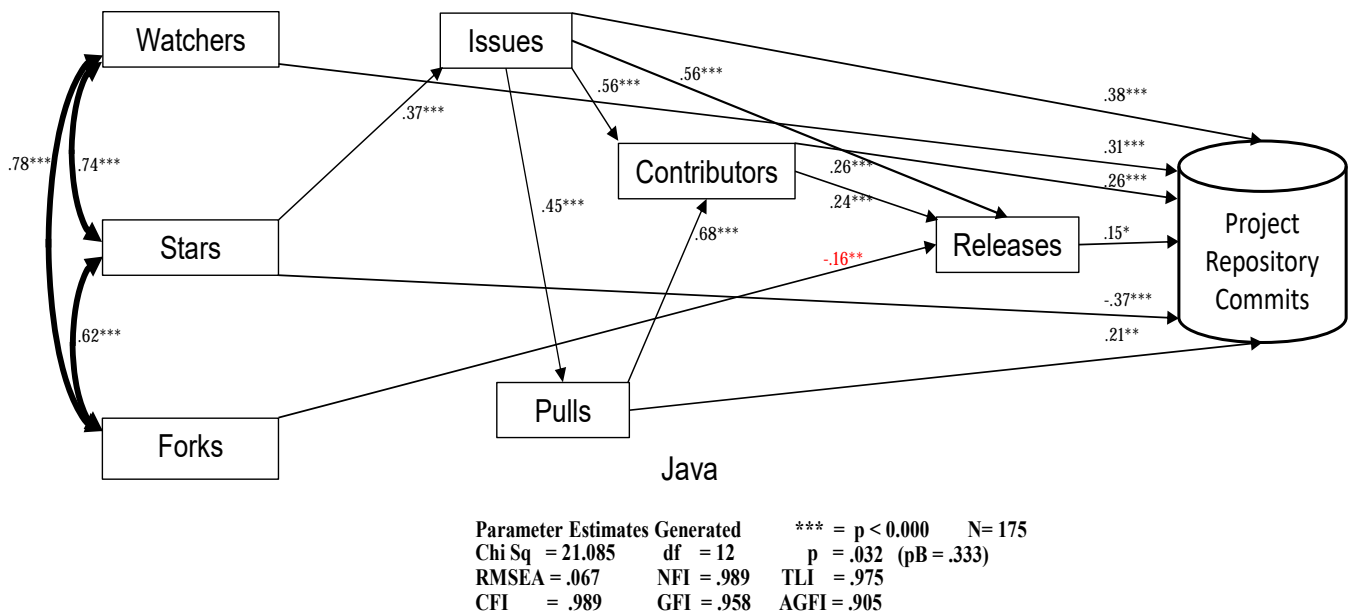 Watchers
Issues
.56***
.38***
.37***
.56***
.78***
.74***
.31***
Contributors
.26***
.26***
.24***
.45***
.68***
Stars
Releases
.15*
Project
Repository
Commits
-.16**
-.37***
.62***
.21**
Pulls
Forks
Java
Parameter Estimates Generated *** = p < 0.000 N= 175
Chi Sq = 21.085 df = 12 p = .032 (pB = .333)
RMSEA = .067 NFI = .989 TLI = .975
CFI = .989 GFI = .958 AGFI = .905